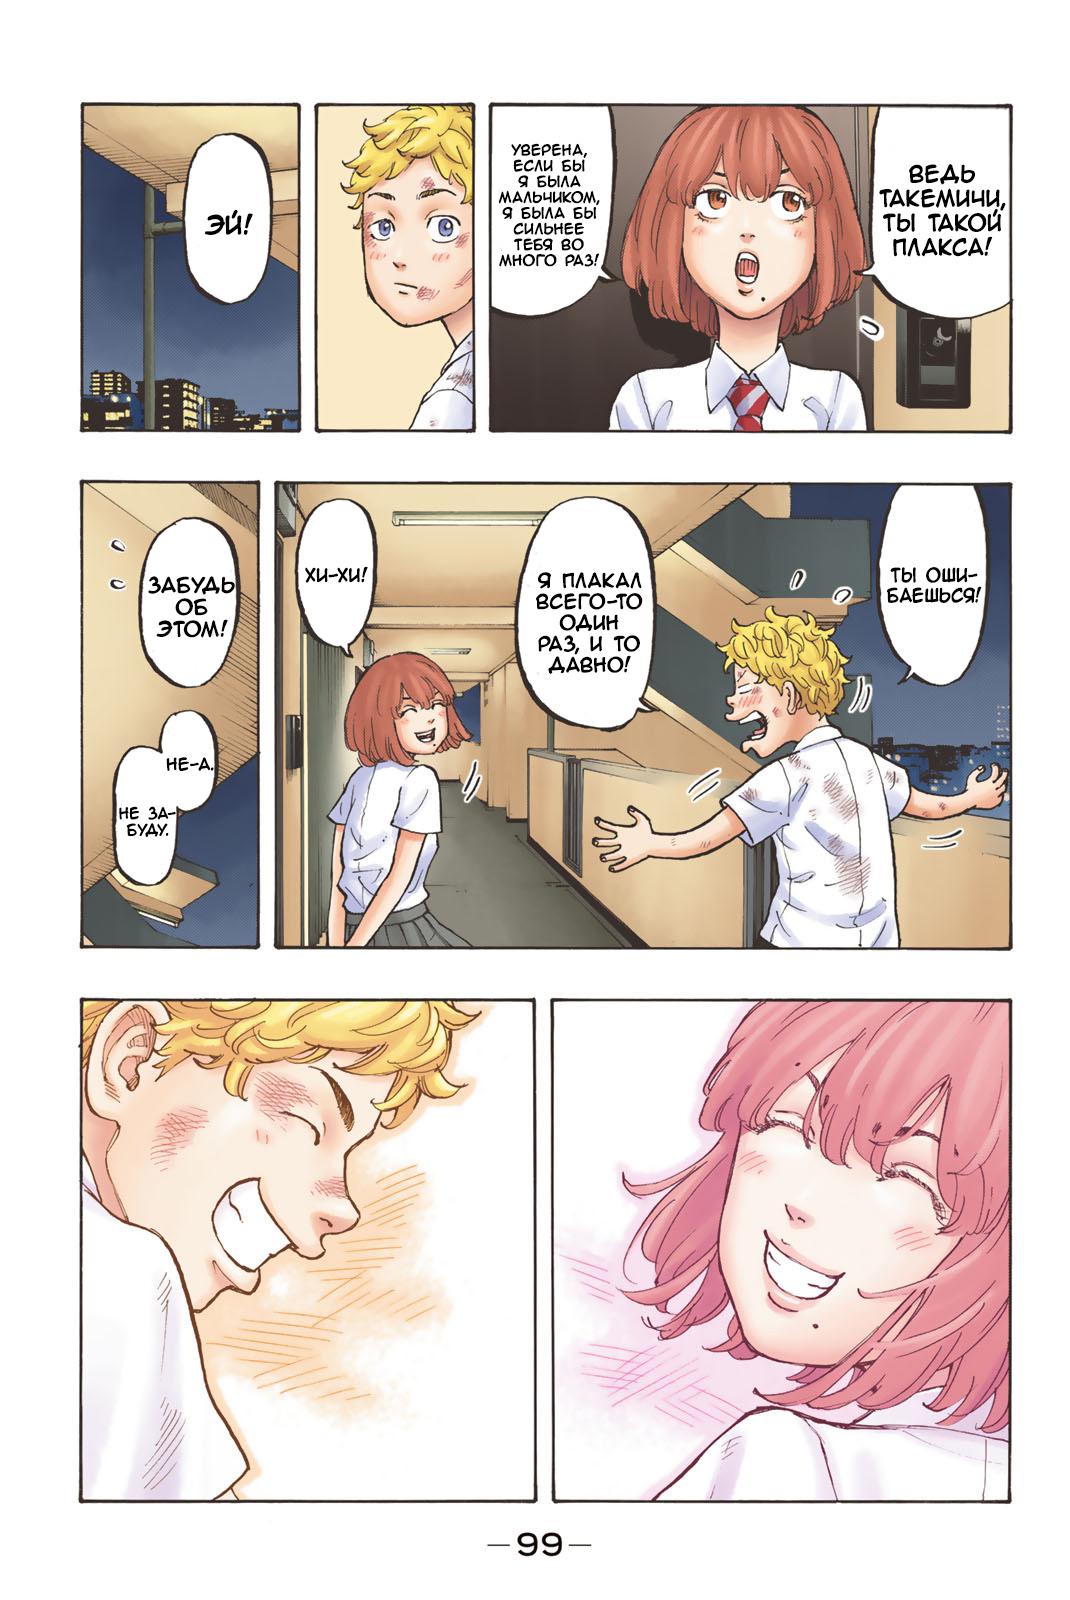 ВЕДЬ
ТАКЕМИЧИ,
ТЫ ТАКОЙ
ПЛАКСА!
УВЕРЕНА,
ЕСЛИ БЫ
Я БЫЛА
МАЛЬЧИКОМ,
Я БЫЛА БЫ
СИЛЬНЕЕ
ТЕБЯ ВО
МНОГО РАЗ!
ЭЙ!
ТЫ ОШИ-
БАЕШЬСЯ!
Я ПЛАКАЛ
ВСЕГО-ТО
ОДИН
РАЗ, И ТО
ДАВНО!
ХИ-ХИ!
ЗАБУДЬ
ОБ
ЭТОМ!
НЕ-А.
НЕ ЗА-
БУДУ.
—99—